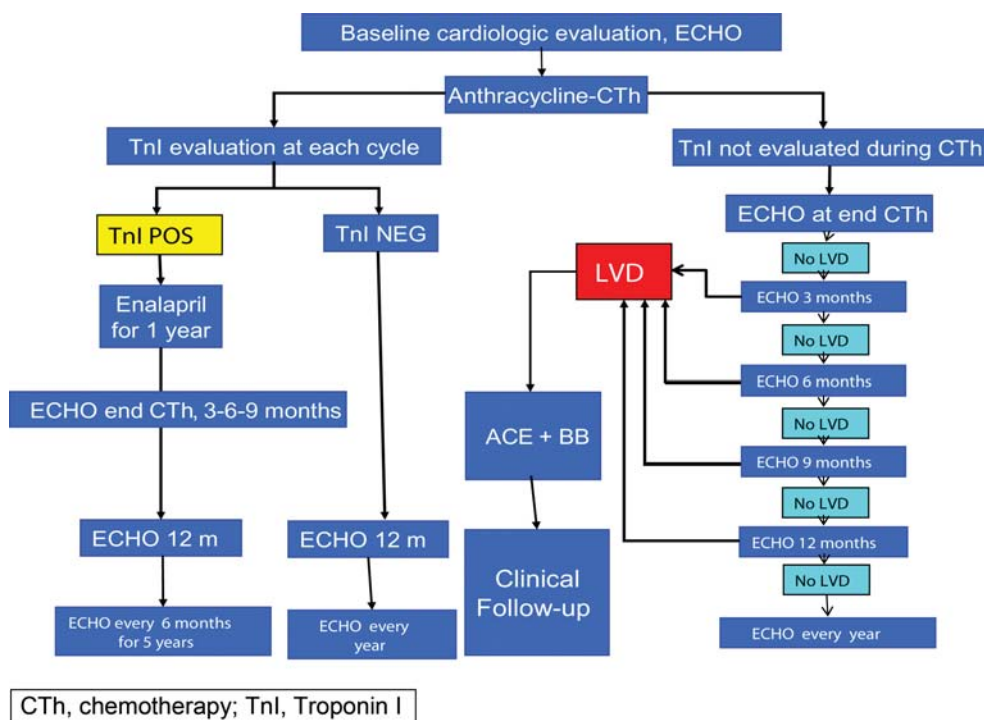 Baseline cardiologic evaluation, ECHO
Anthracycline-CTh
TnI evaluation at each cycle
TnI not evaluated during CTh
TnI POS
TnI NEG
ECHO at end CTh
No LVD
LVD
Enalapril
for 1 year
ECHO 3 months
No LVD
ECHO end CTh, 3-6-9 months
ECHO 6 months
ACE + BB
No LVD
ECHO 9 months
No LVD
ECHO 12 m
ECHO 12 m
ECHO 12 months
Clinical
Follow-up
No LVD
ECHO every 6 months
for 5 years
ECHO every
year
ECHO every year
CTh, chemotherapy; TnI, Troponin I